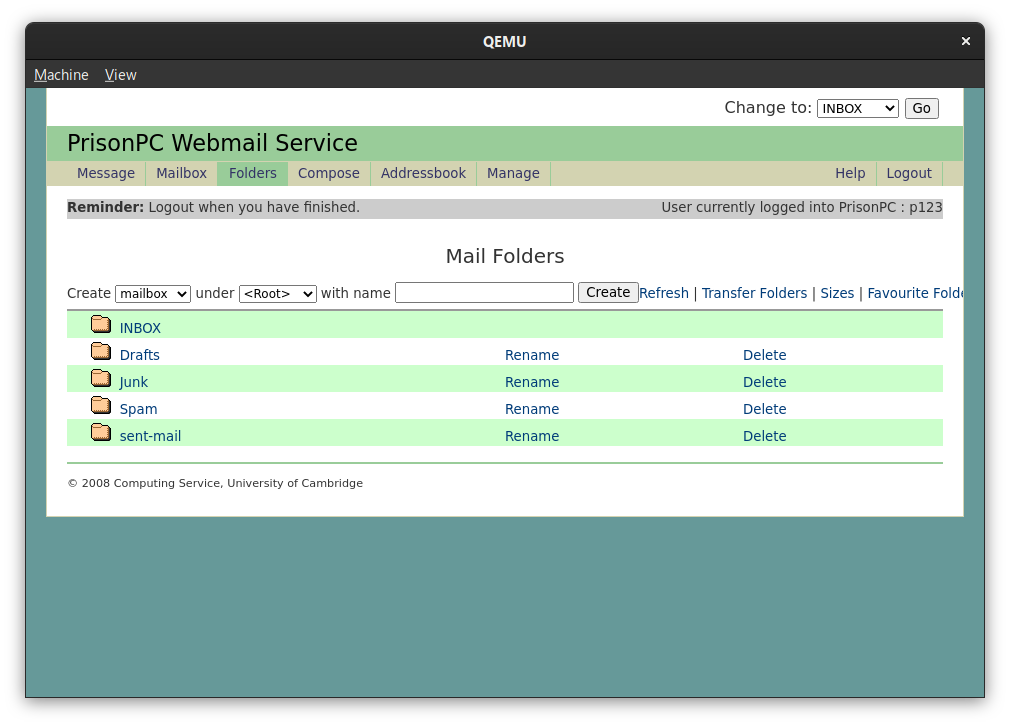 QEMU ×
Machine View
Change to: INBOX Go
PrisonPC Webmail Service
Message Mailbox Folders Compose Addressbook Manage Help Logout
Reminder: Logout when you have finished. User currently logged into PrisonPC : p123
Mail Folders
Create mailbox under <Root> with name Create Refresh | Transfer Folders | Sizes | Favourite Folde
INBOX
Drafts Rename Delete
Junk Rename Delete
Spam Rename Delete
sent-mail Rename Delete
© 2008 Computing Service, University of Cambridge